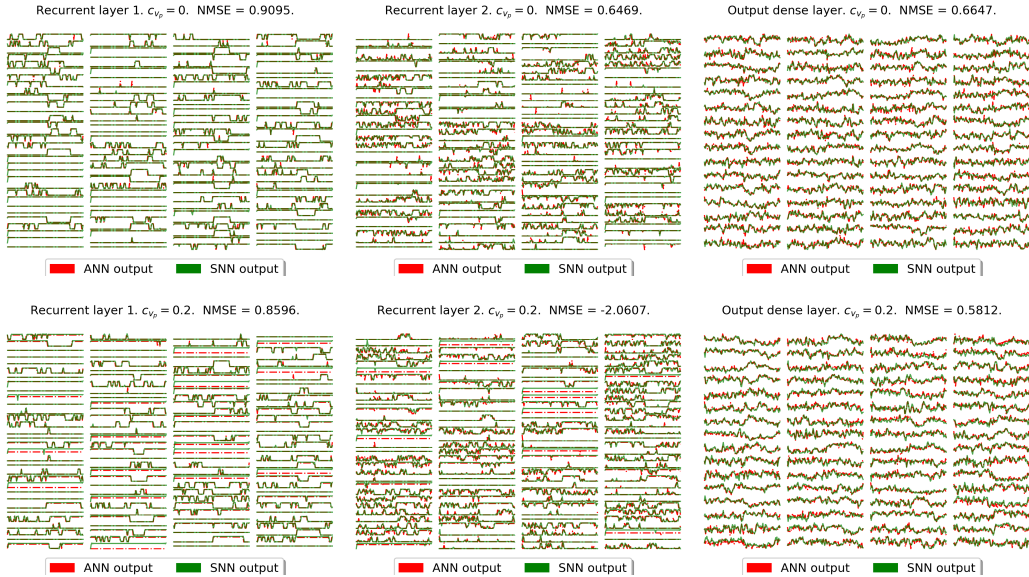 Recurrent layer 1. c_{v_p} = 0. NMSE = 0.9095.
Recurrent layer 2. c_{v_p} = 0. NMSE = 0.6469.
Output dense layer. c_{v_p} = 0. NMSE = 0.6647.
ANN output SNN output
ANN output SNN output
ANN output SNN output
Recurrent layer 1. c_{v_p} = 0.2. NMSE = 0.8596.
Recurrent layer 2. c_{v_p} = 0.2. NMSE = -2.0607.
Output dense layer. c_{v_p} = 0.2. NMSE = 0.5812.
ANN output SNN output
ANN output SNN output
ANN output SNN output